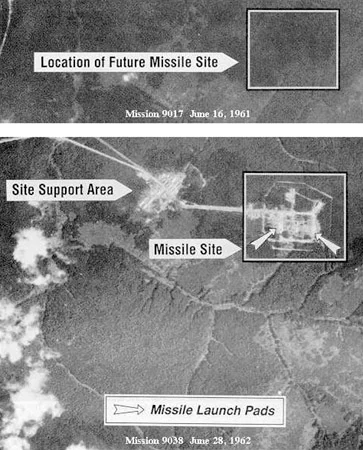 Location of Future Missile Site
Mission 9017 June 16, 1961
Site Support Area
Missile Site
Missile Launch Pads
Mission 9038 June 28, 1962